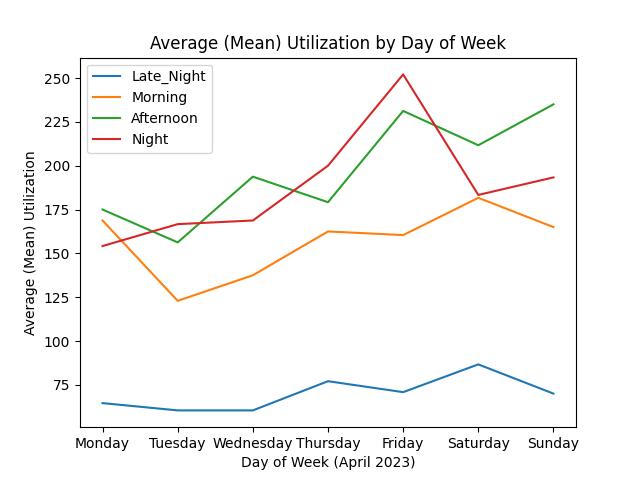 Average (Mean) Utilization by Day of Week
Late_Night
Morning
Afternoon
Night
Average (Mean) Utilization
250
225
200
175
150
125
100
75
Monday Tuesday Wednesday Thursday Friday Saturday Sunday
Day of Week (April 2023)